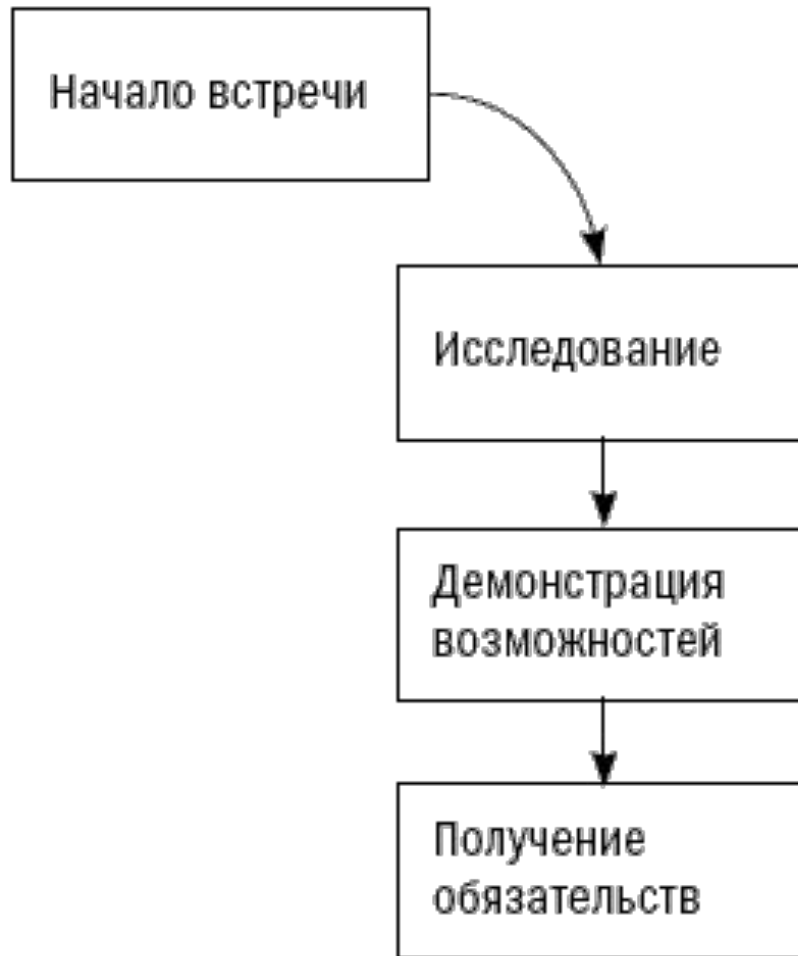 Начало встречи
Исследование
Демонстрация
возможностей
Получение
обязательств